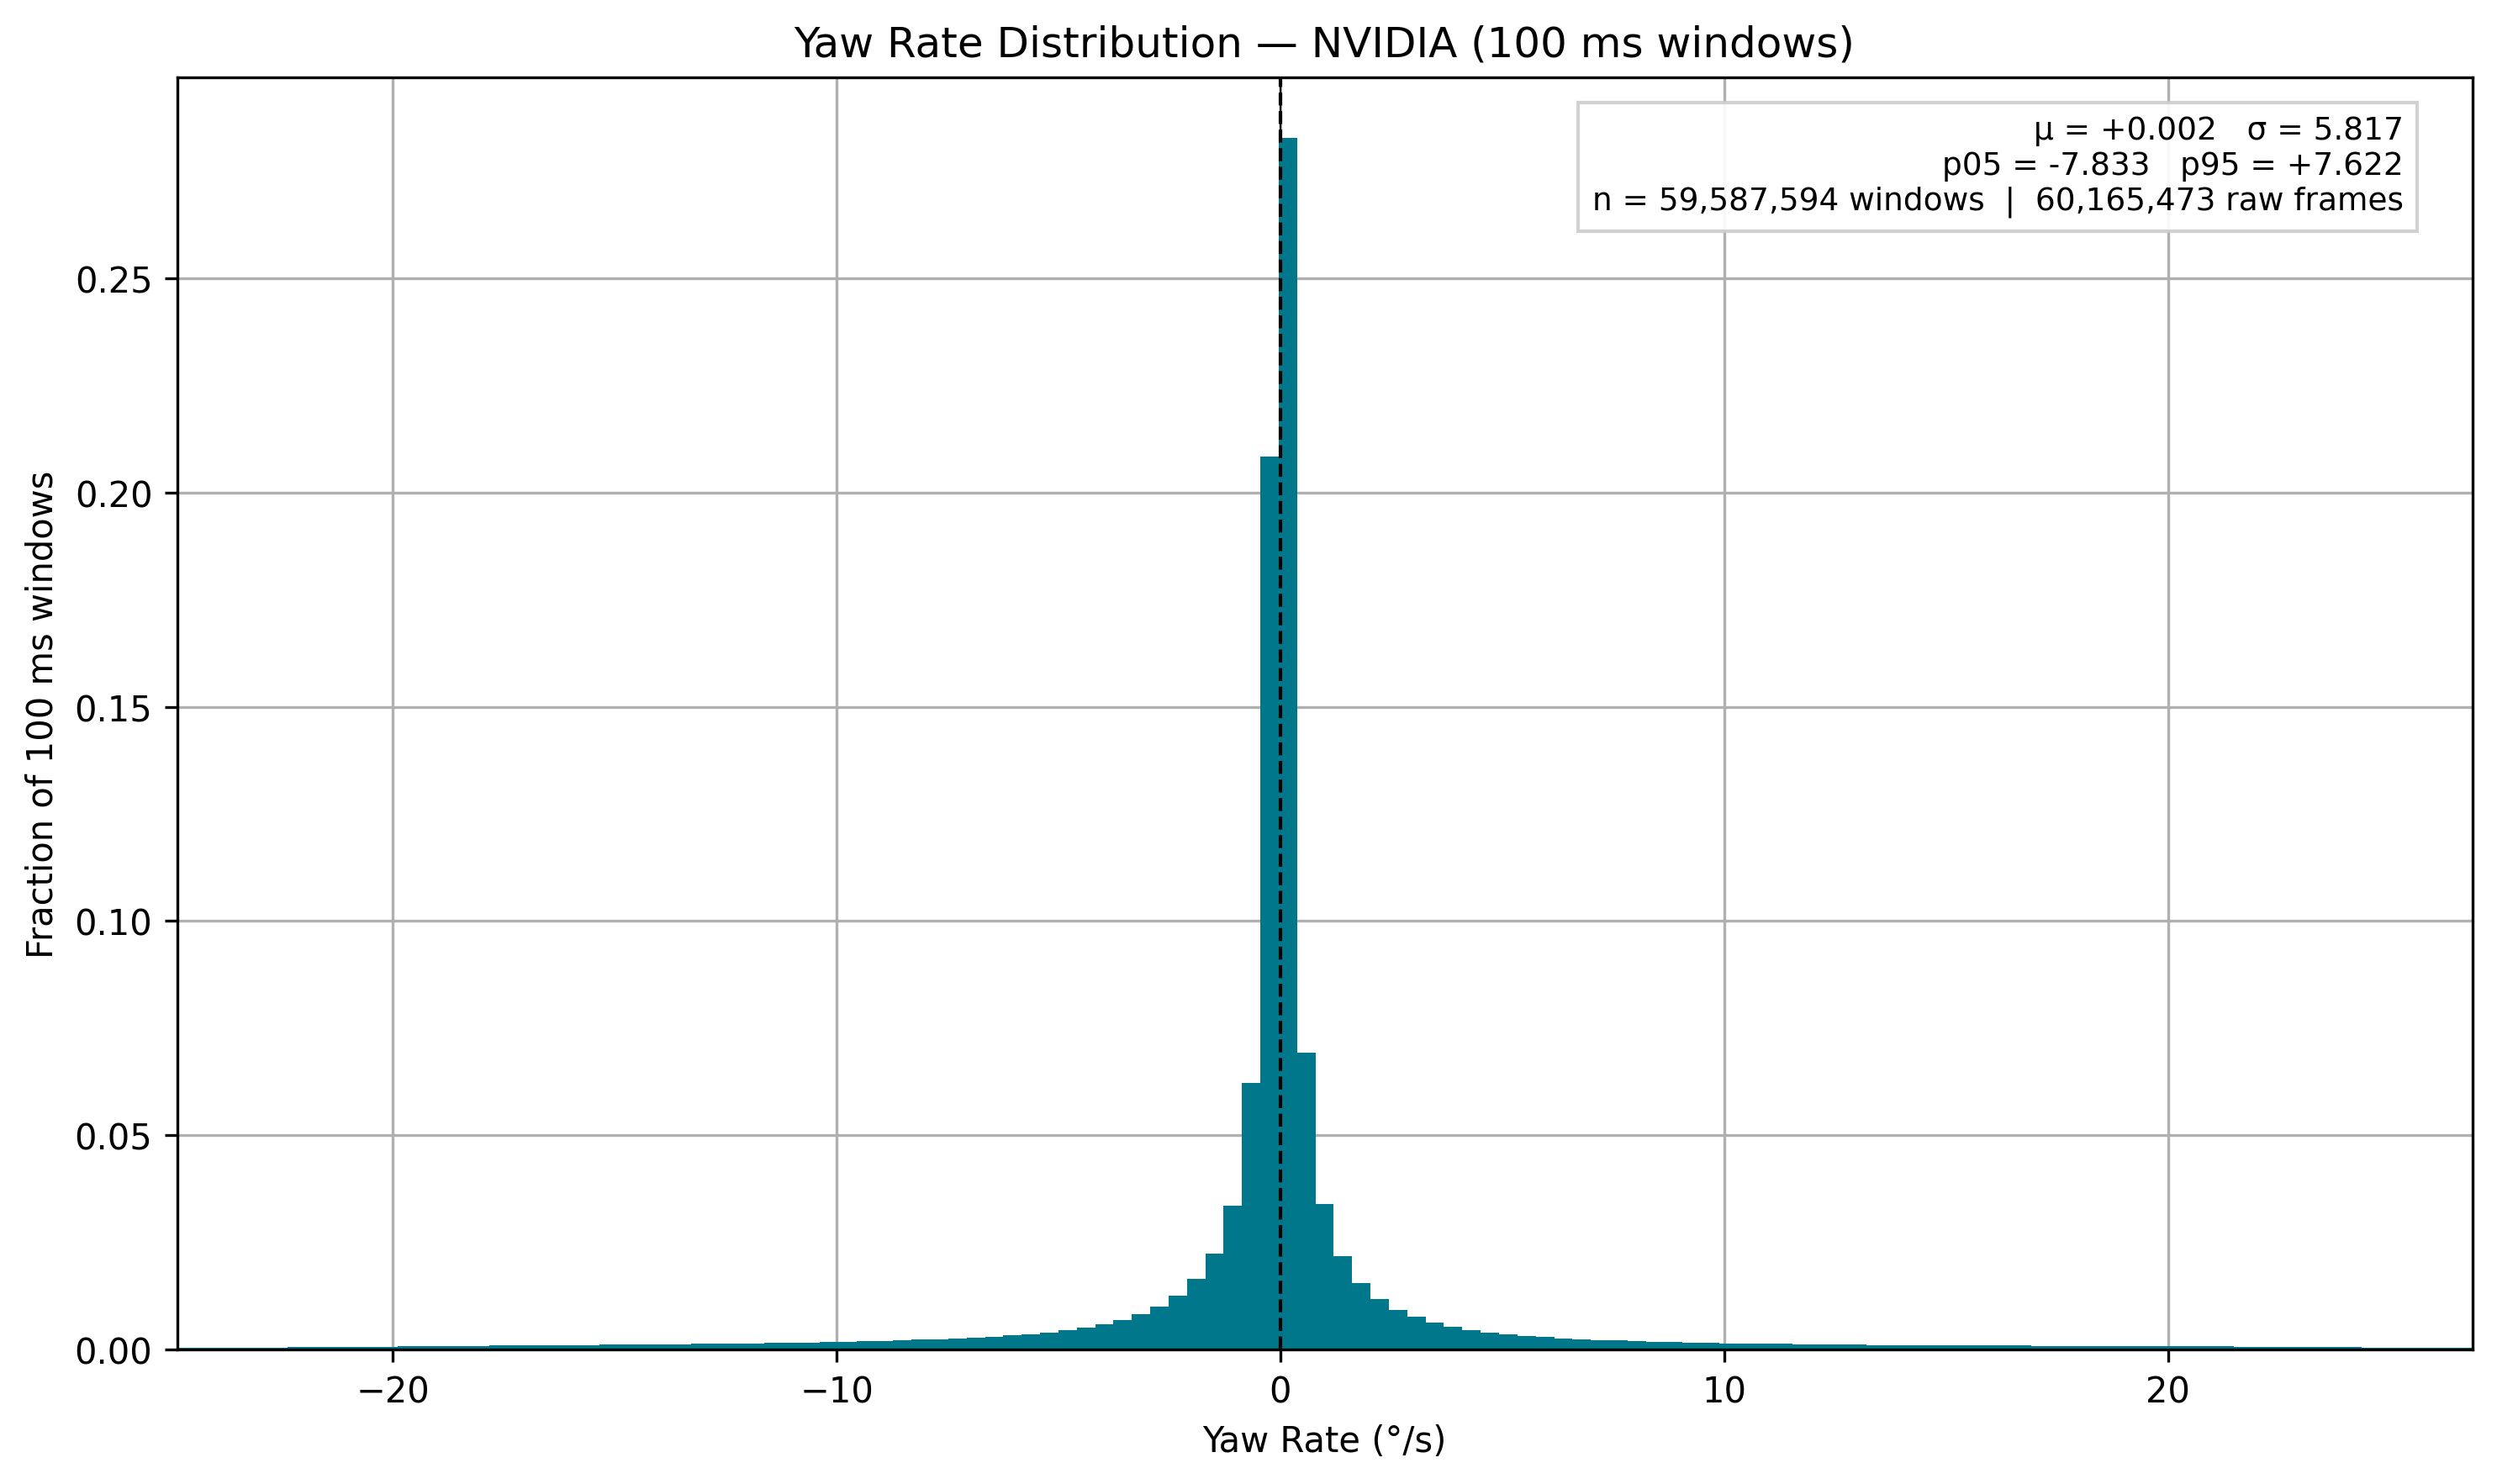 Yaw Rate Distribution — NVIDIA (100 ms windows)
μ = +0.002   σ = 5.817
p05 = -7.833   p95 = +7.622
n = 59,587,594 windows  |  60,165,473 raw frames
Fraction of 100 ms windows
0.25
0.20
0.15
0.10
0.05
0.00
−20
−10
0
10
20
Yaw Rate (°/s)